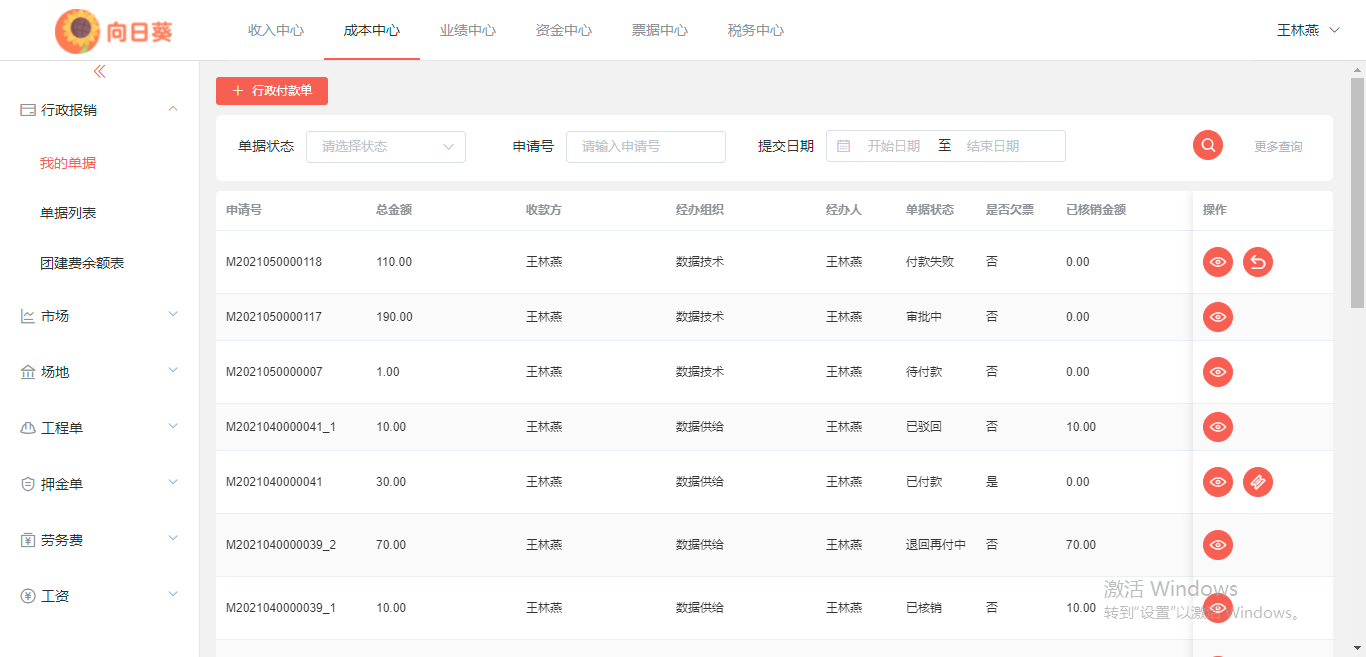 向日葵
收入中心 成本中心 业绩中心 资金中心 票据中心 税务中心 王林燕
行政报销
我的单据
单据列表
团建费余额表
市场
场地
工程单
押金单
劳务费
工资
+ 行政付款单
单据状态 请选择状态 申请号 请输入申请号 提交日期 开始日期 至 结束日期 更多查询
申请号 总金额 收款方 经办组织 经办人 单据状态 是否欠票 已核销金额 操作
M2021050000118 110.00 王林燕 数据技术 王林燕 付款失败 否 0.00
M2021050000117 190.00 王林燕 数据技术 王林燕 审批中 否 0.00
M2021050000007 1.00 王林燕 数据技术 王林燕 待付款 否 0.00
M2021040000041_1 10.00 王林燕 数据供给 王林燕 已驳回 否 10.00
M2021040000041 30.00 王林燕 数据供给 王林燕 已付款 是 0.00
M2021040000039_2 70.00 王林燕 数据供给 王林燕 退回再付中 否 70.00
M2021040000039_1 10.00 王林燕 数据供给 王林燕 已核销 否 10.00
激活 Windows
转到"设置"以激活 Windows。